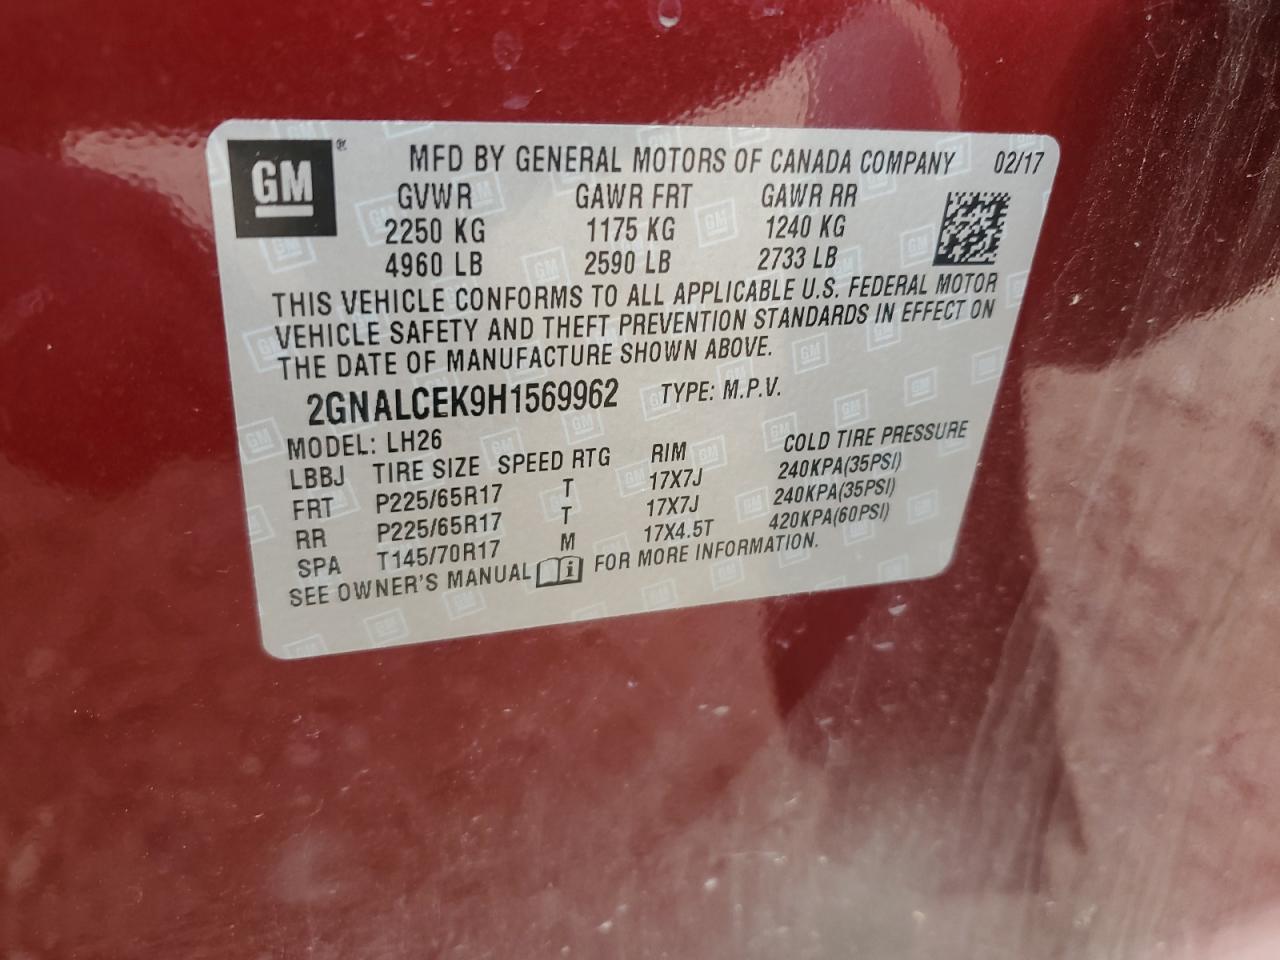 GM® MFD BY GENERAL MOTORS OF CANADA COMPANY 02/17
GVWR GAWR FRT GAWR RR
2250 KG 1175 KG 1240 KG
4960 LB 2590 LB 2733 LB
THIS VEHICLE CONFORMS TO ALL APPLICABLE U.S. FEDERAL MOTOR
VEHICLE SAFETY AND THEFT PREVENTION STANDARDS IN EFFECT ON
THE DATE OF MANUFACTURE SHOWN ABOVE.
2GNALCEK9H1569962 TYPE: M.P.V.
MODEL: LH26
LBBJ TIRE SIZE SPEED RTG RIM COLD TIRE PRESSURE
FRT P225/65R17 T 17X7J 240KPA(35PSI)
RR P225/65R17 T 17X7J 240KPA(35PSI)
SPA T145/70R17 M 17X4.5T 420KPA(60PSI)
SEE OWNER'S MANUAL i FOR MORE INFORMATION.